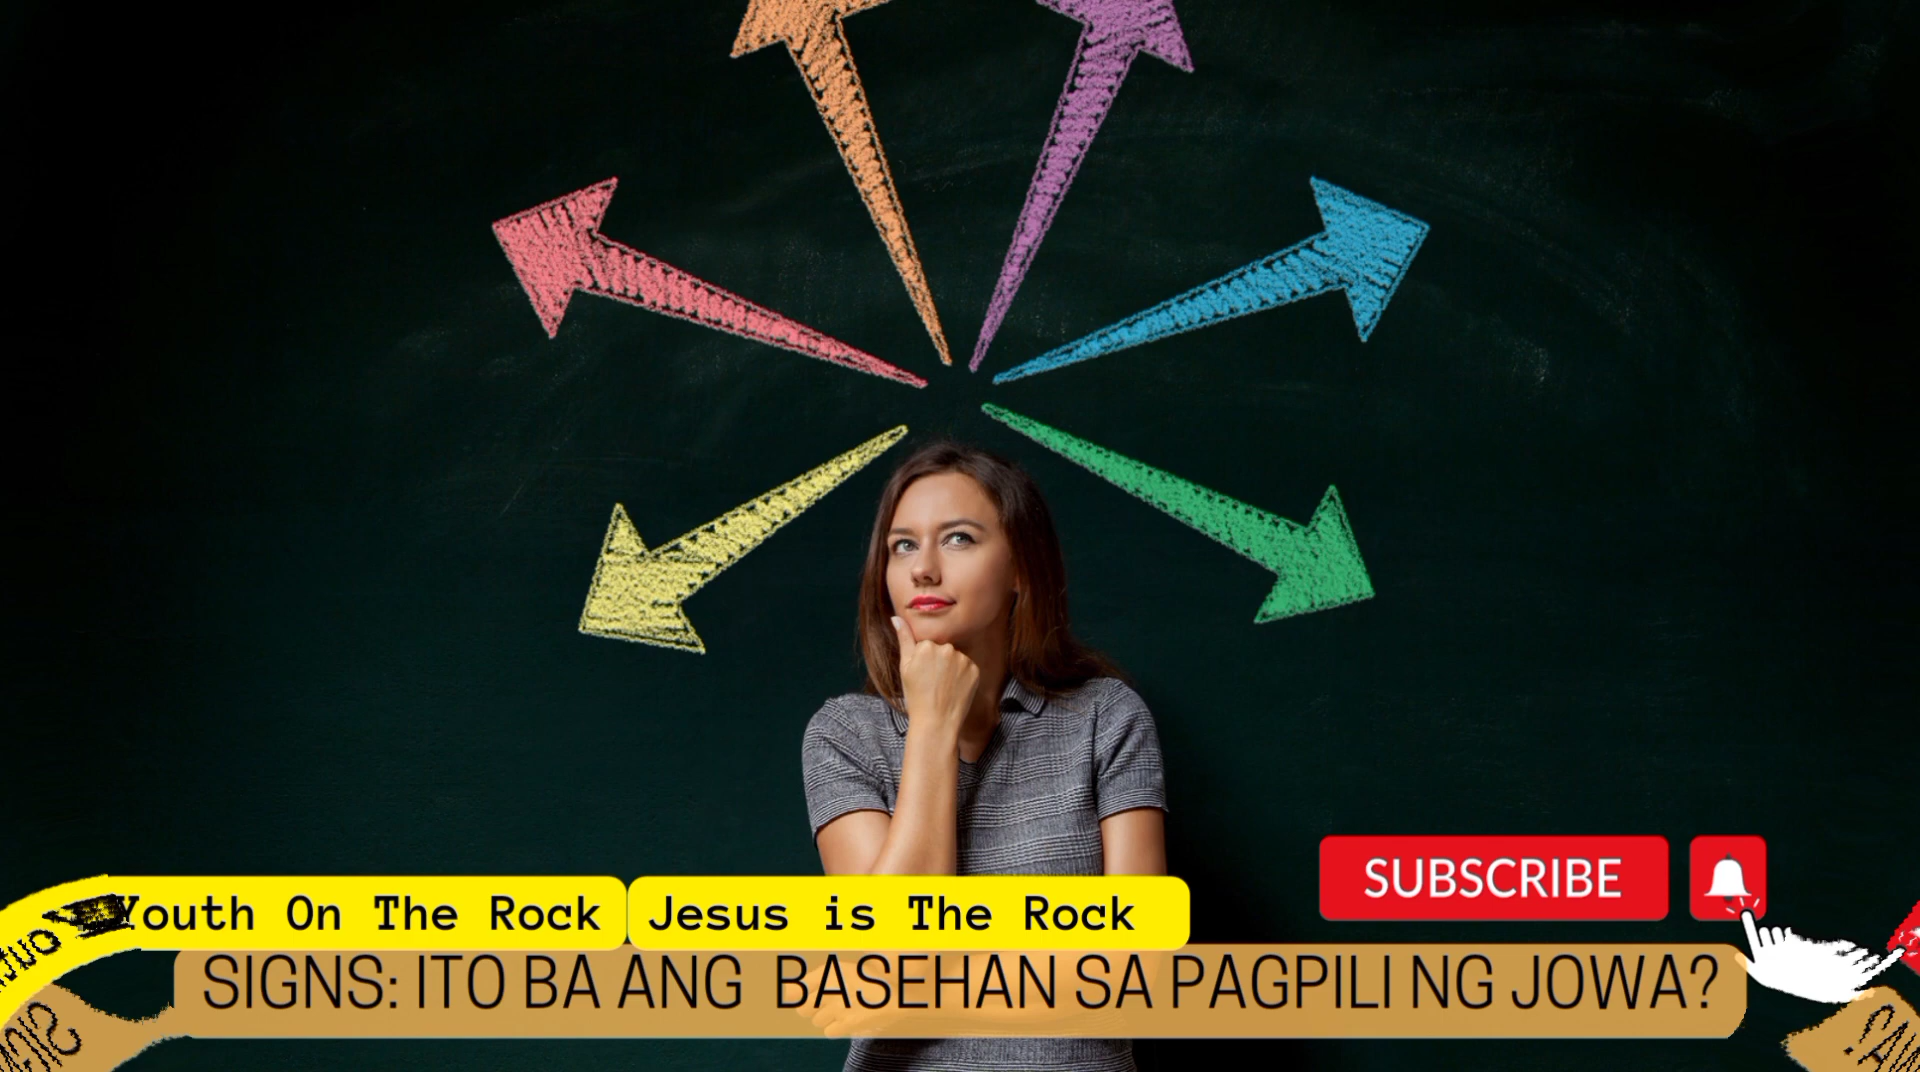 SUBSCRIBE
Youth On The Rock Jesus is The Rock
SIGNS: ITO BA ANG BASEHAN SA PAGPILI NG JOWA?